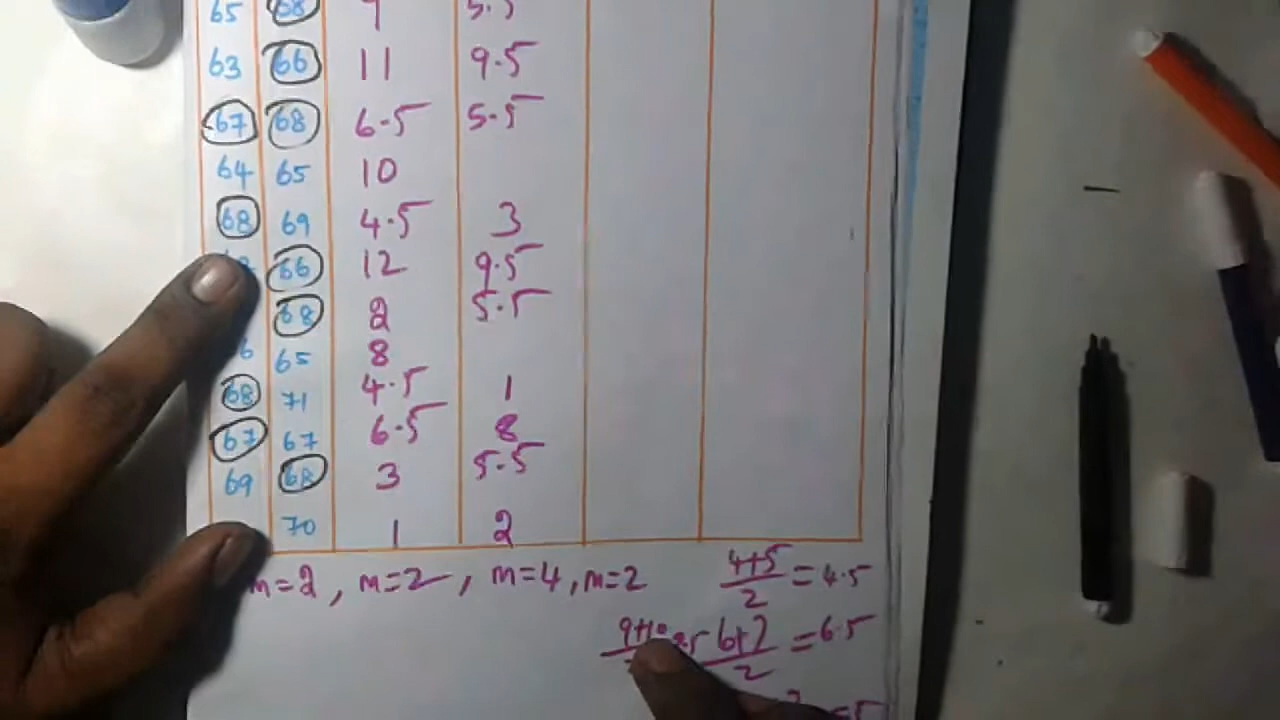 65 68 9 5.5
63 66 11 9.5
67 68 6.5 5.5
64 65 10
68 69 4.5 3
66 12 9.5
68 2 5.5
65 8
68 71 4.5 1
67 67 6.5 8
69 68 3 5.5
70 1 2
m=2, m=2, m=4, m=2
4+5/2 = 4.5
9+10
6+7/2 = 6.5
=5